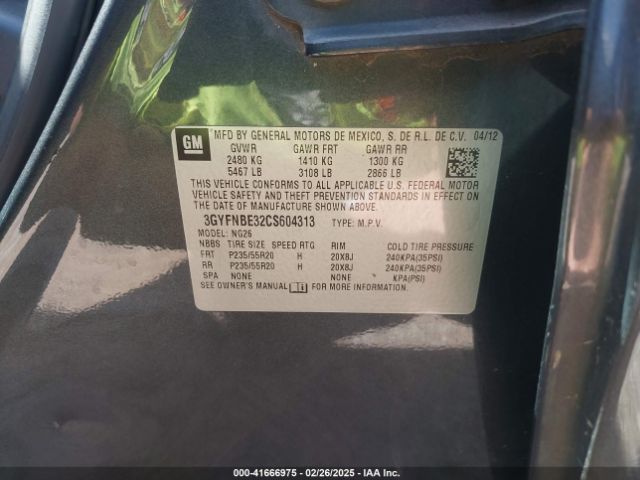 GM
MFD BY GENERAL MOTORS DE MEXICO, S. DE R.L. DE C.V. 04/12
GVWR GAWR FRT GAWR RR
2480 KG 1410 KG 1300 KG
5467 LB 3108 LB 2866 LB
THIS VEHICLE CONFORMS TO ALL APPLICABLE U.S. FEDERAL MOTOR
VEHICLE SAFETY AND THEFT PREVENTION STANDARDS IN EFFECT ON
THE DATE OF MANUFACTURE SHOWN ABOVE.
3GYFNBE32CS604313 TYPE: M.P.V.
MODEL: NG26
NBBS TIRE SIZE SPEED RTG RIM COLD TIRE PRESSURE
FRT P235/55R20 H 20X8J 240KPA(35PSI)
RR P235/55R20 H 20X8J 240KPA(35PSI)
SPA NONE NONE KPA(PSI)
SEE OWNER'S MANUAL i FOR MORE INFORMATION.
000-41666975 - 02/26/2025 - IAA Inc.